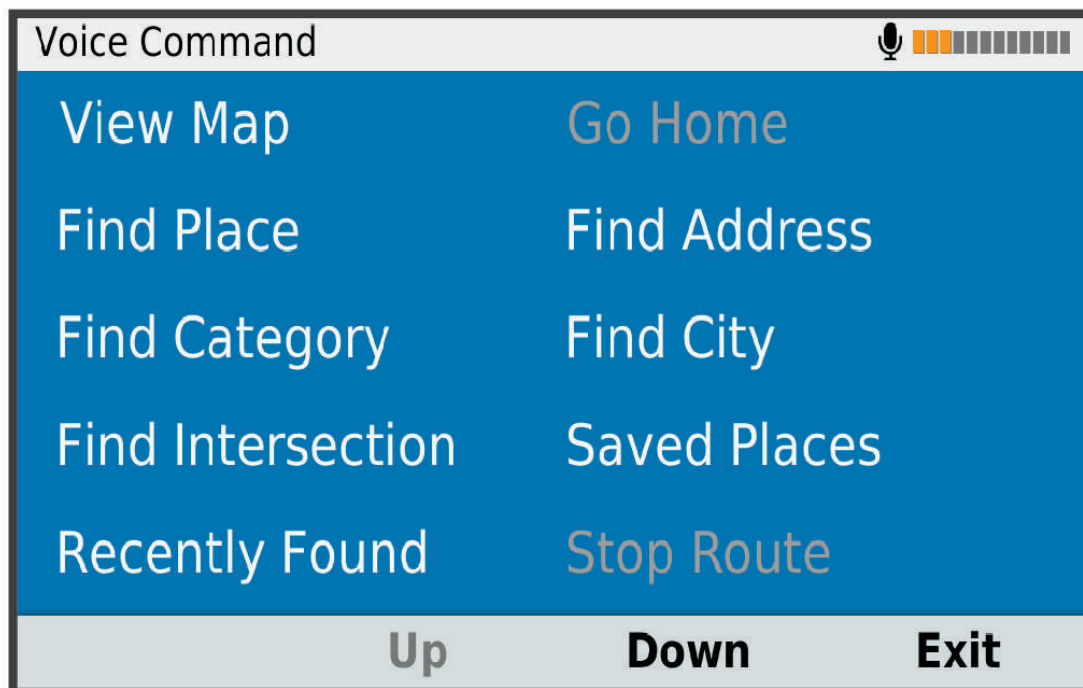 Voice Command
View Map Go Home
Find Place Find Address
Find Category Find City
Find Intersection Saved Places
Recently Found Stop Route
Up Down Exit